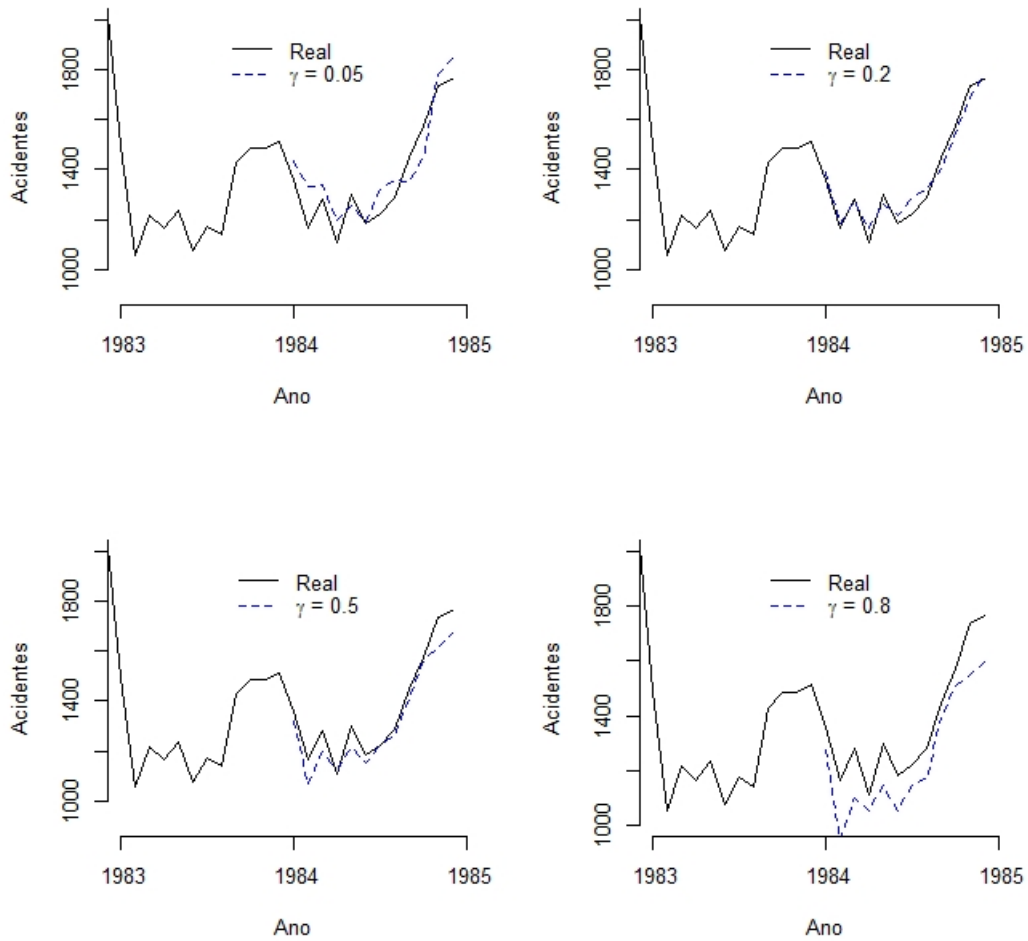 Real
γ = 0.05
Acidentes
1000
1400
1800
1983
1984
1985
Ano
Real
γ = 0.2
Acidentes
1000
1400
1800
1983
1984
1985
Ano
Real
γ = 0.5
Acidentes
1000
1400
1800
1983
1984
1985
Ano
Real
γ = 0.8
Acidentes
1000
1400
1800
1983
1984
1985
Ano